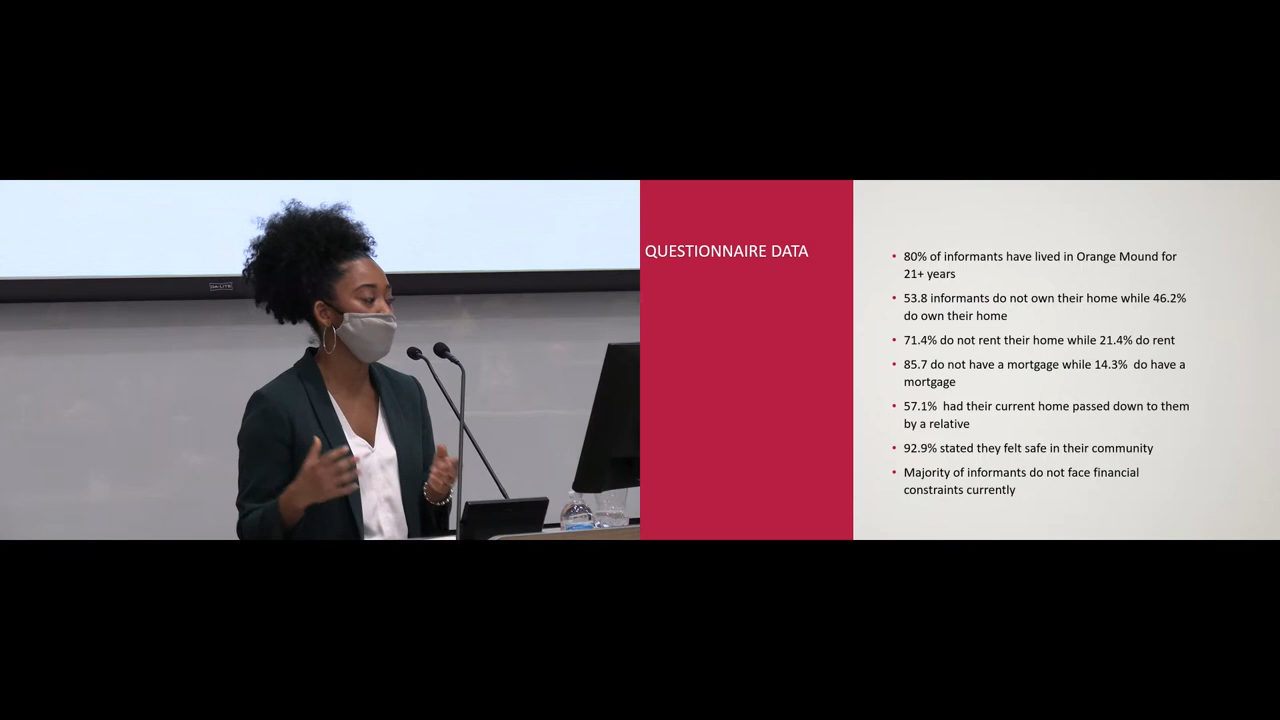 DA-LITE
QUESTIONNAIRE DATA
• 80% of informants have lived in Orange Mound for
21+ years
• 53.8 informants do not own their home while 46.2%
do own their home
• 71.4% do not rent their home while 21.4% do rent
• 85.7 do not have a mortgage while 14.3%  do have a
mortgage
• 57.1%  had their current home passed down to them
by a relative
• 92.9% stated they felt safe in their community
• Majority of informants do not face financial
constraints currently